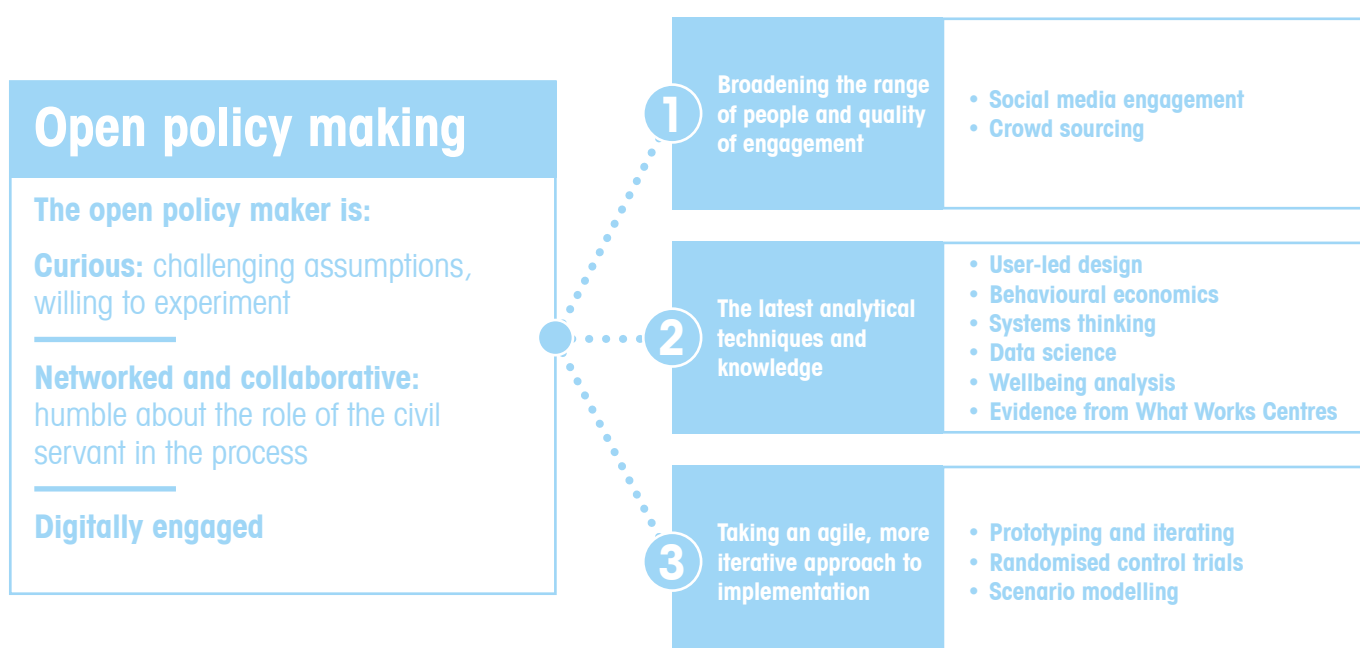 Open policy making
The open policy maker is:
Curious: challenging assumptions,
willing to experiment
Networked and collaborative:
humble about the role of the civil
servant in the process
Digitally engaged
1
Broadening the range
of people and quality
of engagement
• Social media engagement
• Crowd sourcing
2
The latest analytical
techniques and
knowledge
• User-led design
• Behavioural economics
• Systems thinking
• Data science
• Wellbeing analysis
• Evidence from What Works Centres
3
Taking an agile, more
iterative approach to
implementation
• Prototyping and iterating
• Randomised control trials
• Scenario modelling